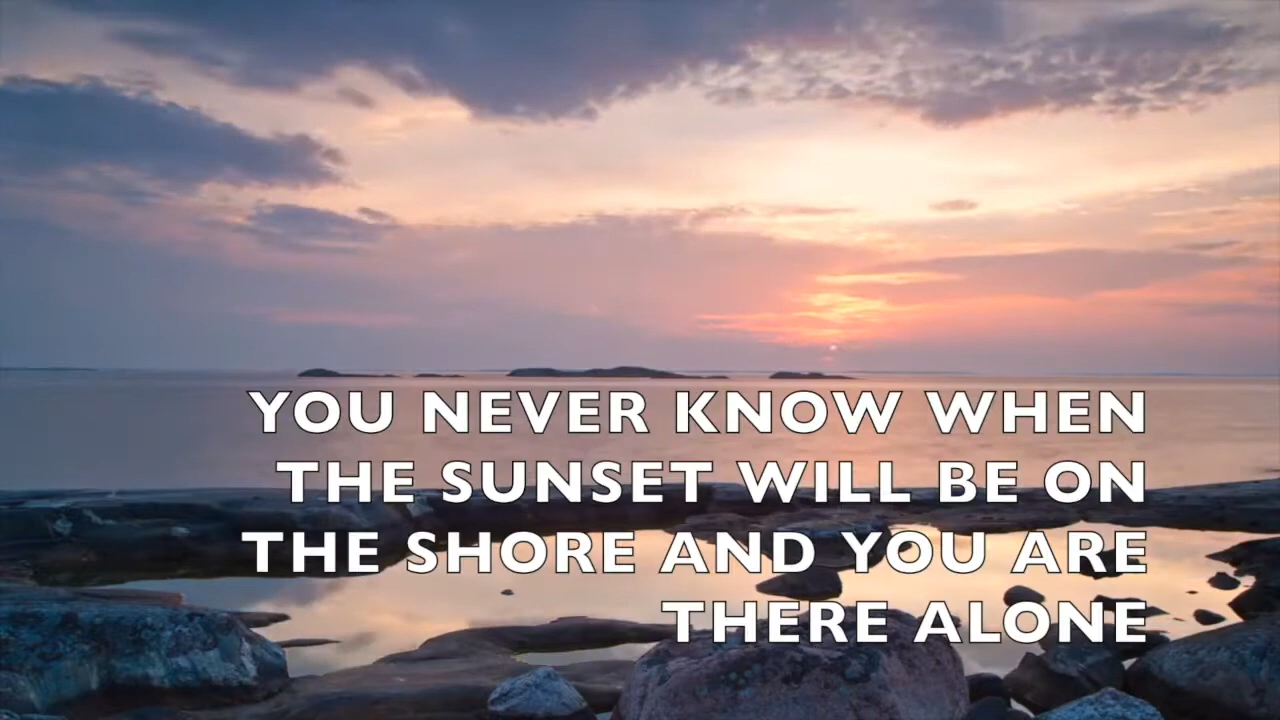 YOU NEVER KNOW WHEN
THE SUNSET WILL BE ON
THE SHORE AND YOU ARE
THERE ALONE